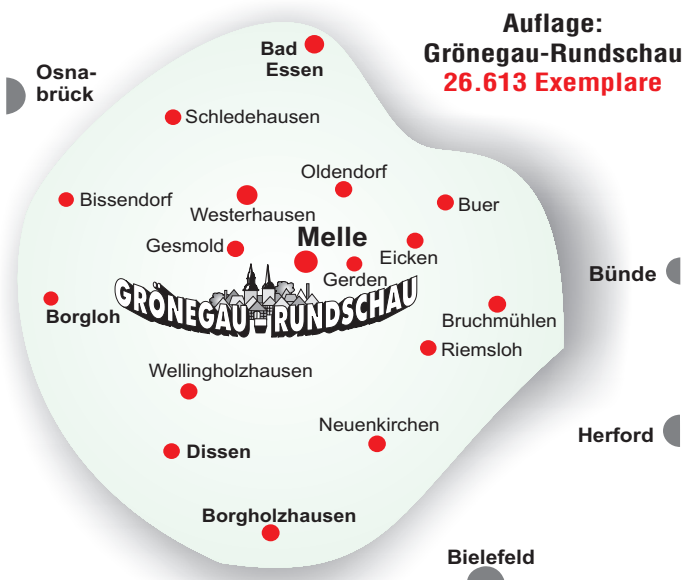 Auflage:
Grönegau-Rundschau
26.613 Exemplare
Bad
Essen
Osna-
brück
Schledehausen
Oldendorf
Bissendorf
Westerhausen
Buer
Gesmold
Melle
Eicken
Gerden
Bünde
Borgloh
GRÖNEGAU RUNDSCHAU
Bruchmühlen
Riemsloh
Wellingholzhausen
Neuenkirchen
Herford
Dissen
Borgholzhausen
Bielefeld